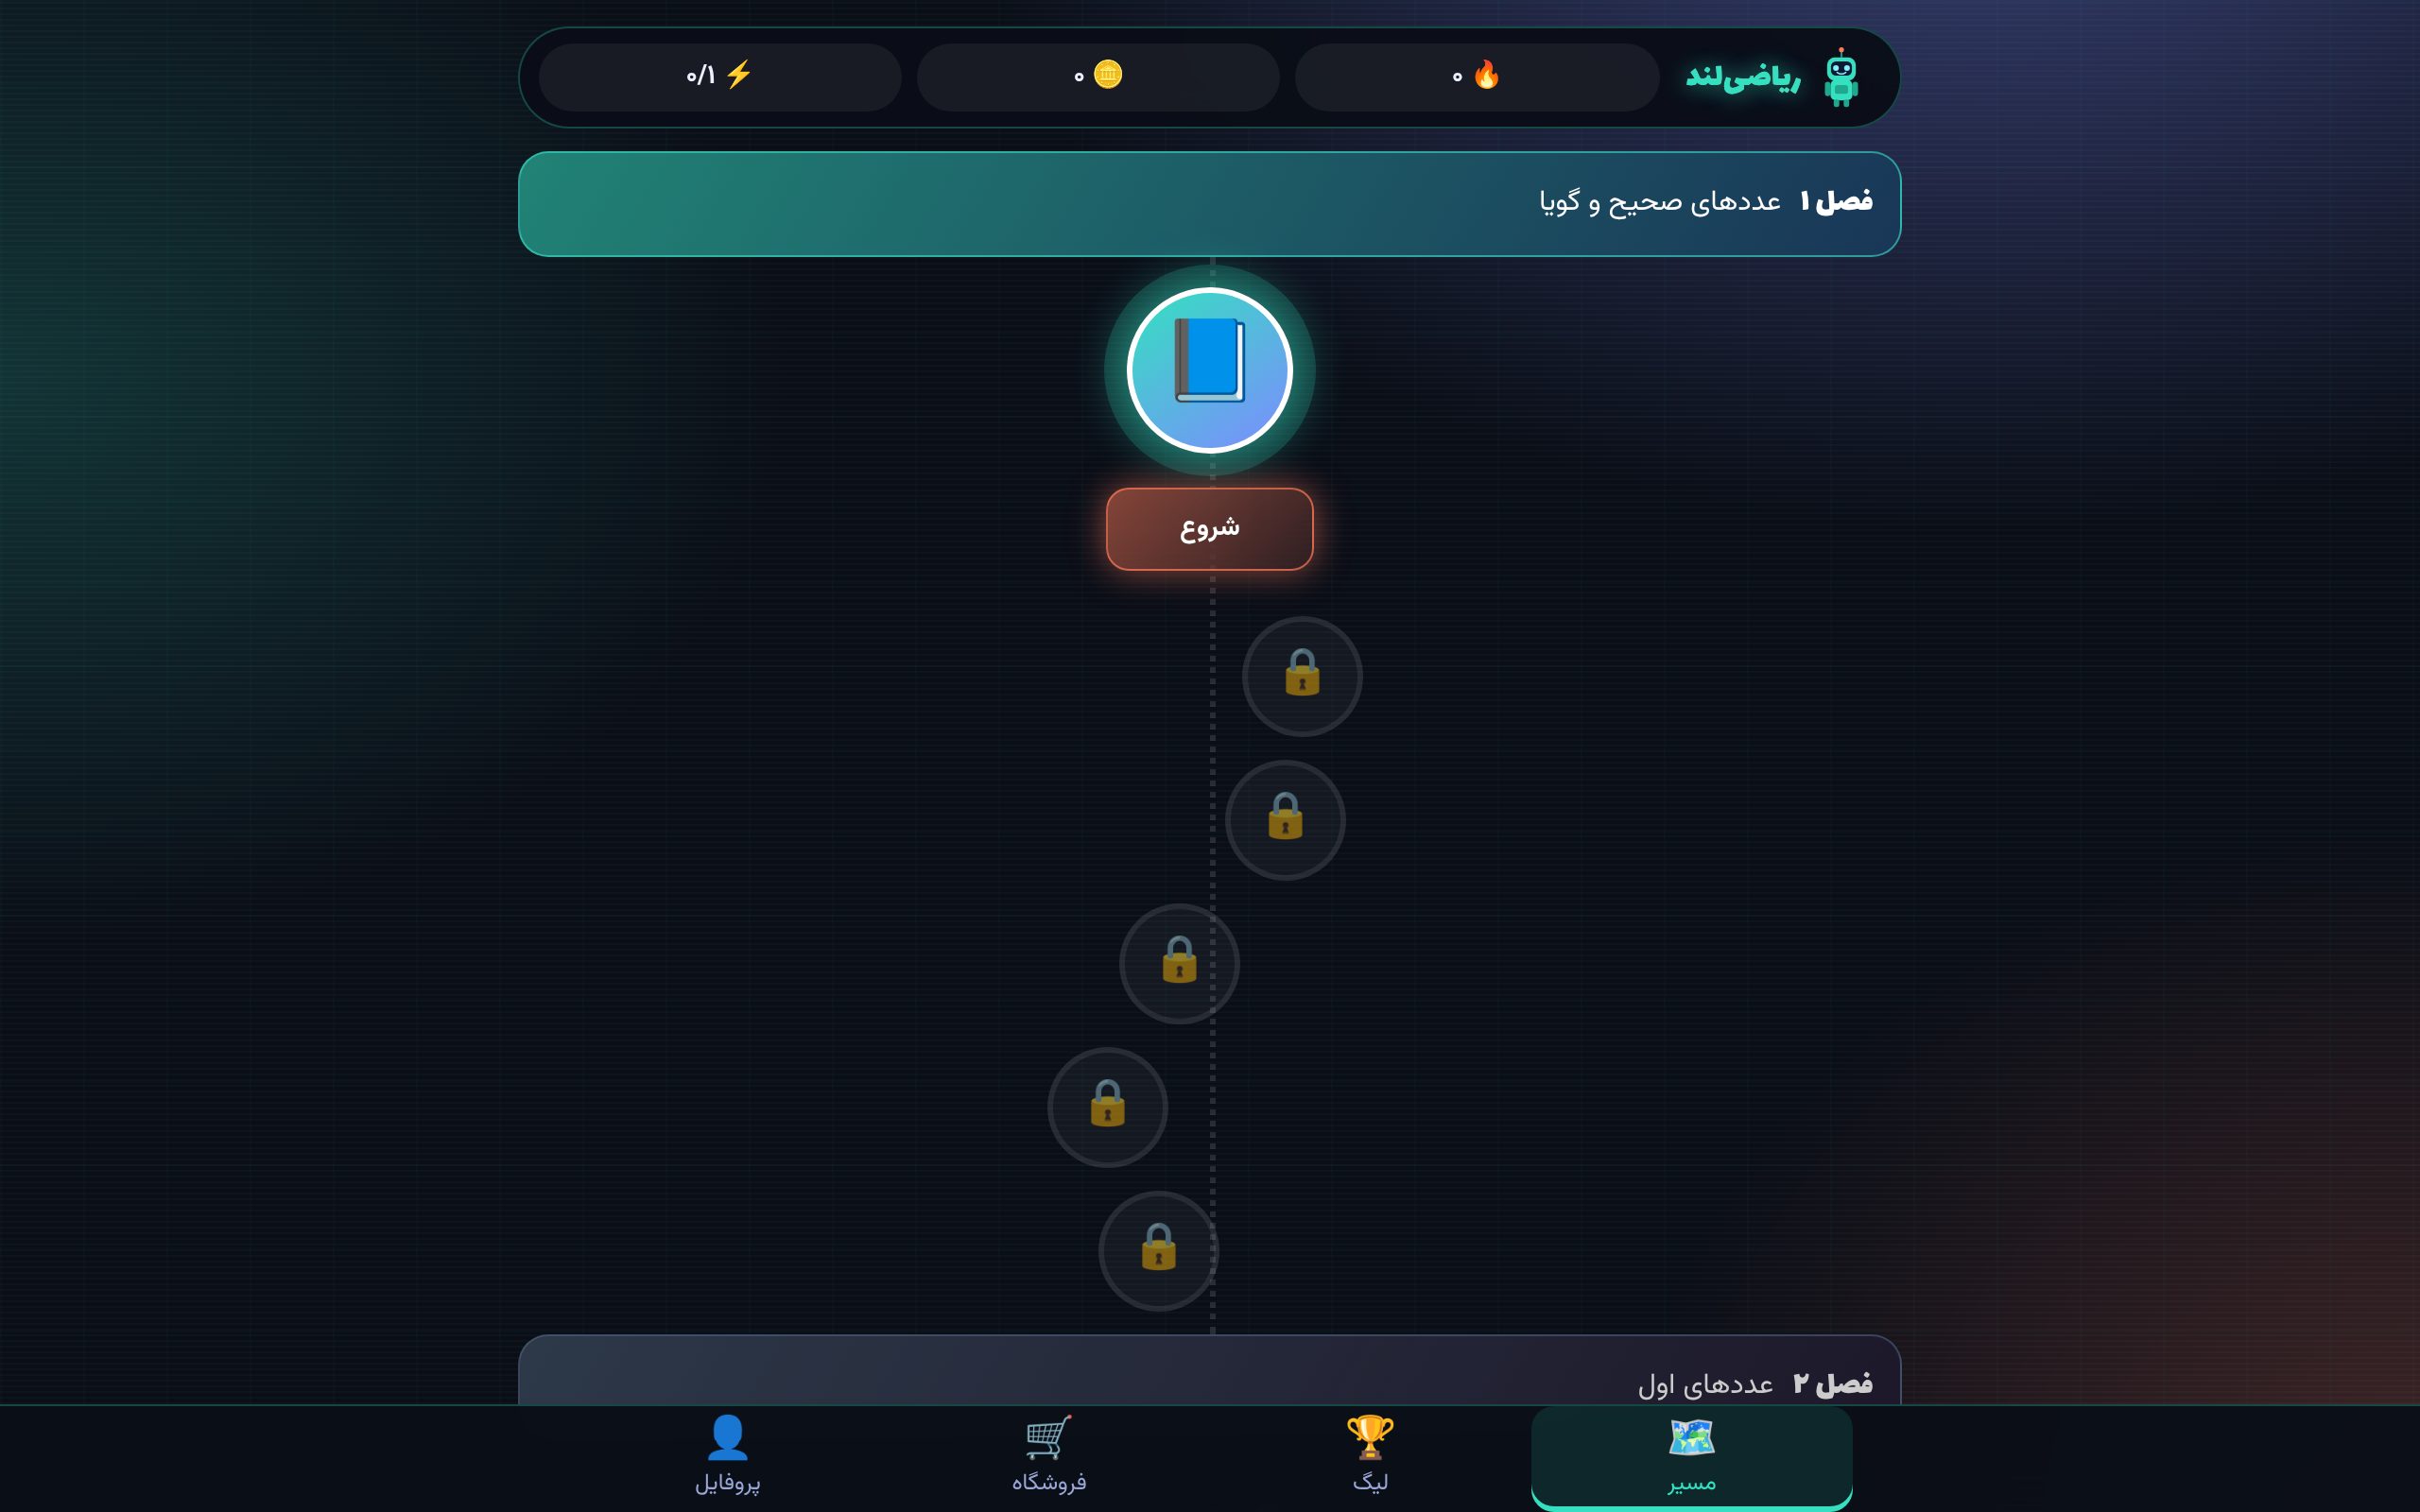 ریاضی‌لند
۰
۰
۰/۱
فصل ۱ عددهای صحیح و گویا
شروع
فصل ۲ عددهای اول
مسیر
لیگ
فروشگاه
پروفایل